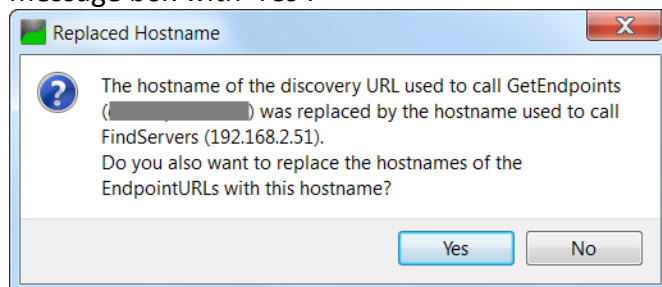 message box with 'Yes'.
Replaced Hostname
The hostname of the discovery URL used to call GetEndpoints
( ) was replaced by the hostname used to call
FindServers (192.168.2.51).
Do you also want to replace the hostnames of the
EndpointURLs with this hostname?
Yes
No